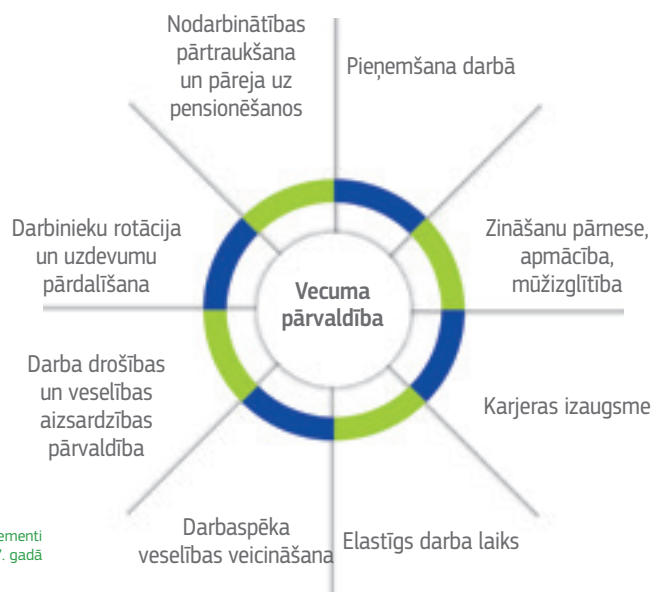 Nodarbinātības
pārtraukšana
un pāreja uz
pensionēšanos
Pieņemšana darbā
Zināšanu pārnese,
apmācība,
mūžizglītība
Karjeras izaugsme
Elastīgs darba laiks
Darbaspēka
veselības veicināšana
Darba drošības
un veselības
aizsardzības
pārvaldība
Darbinieku rotācija
un uzdevumu
pārdalīšana
Vecuma
pārvaldība
gadā